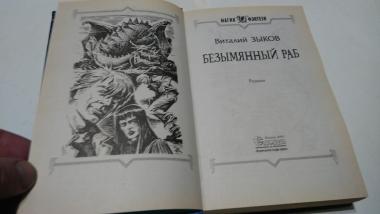 МАГИЯ ФЭНТЕЗИ
Виталий ЗЫКОВ
БЕЗЫМЯННЫЙ РАБ
Роман